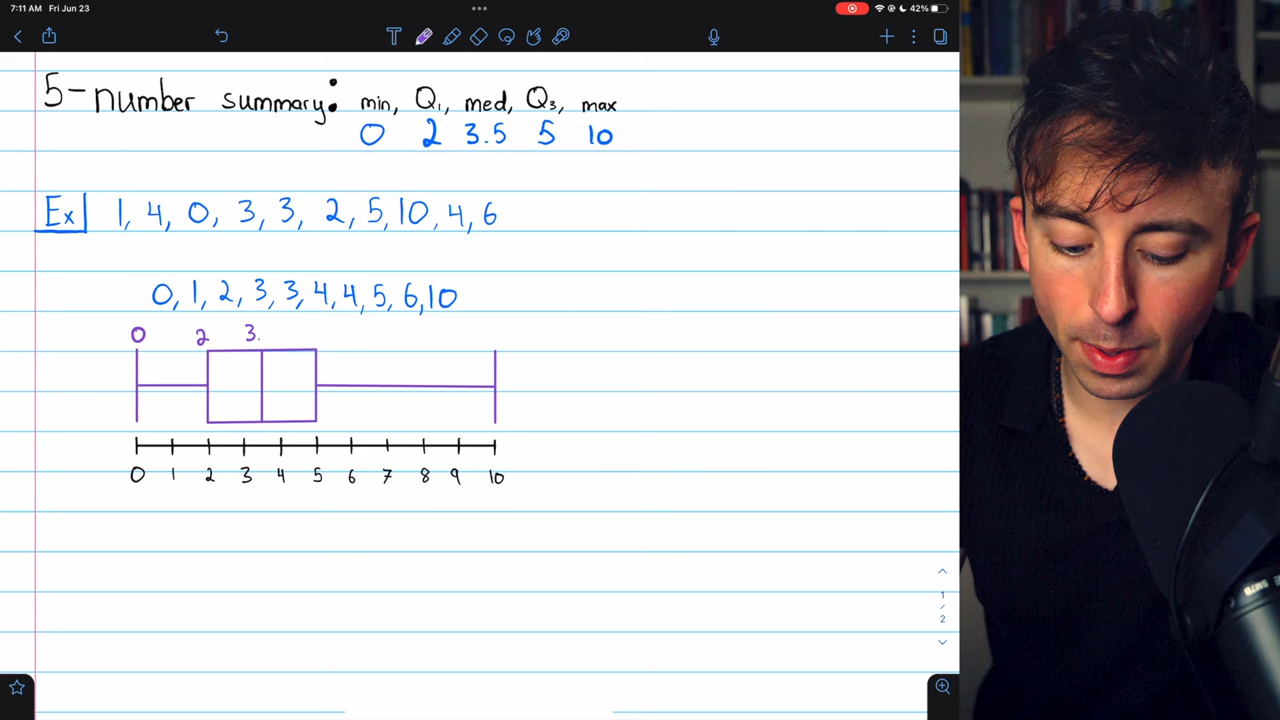 7:11 AM Fri Jun 23 42%
5-number summary: min, Q₁, med, Q₃, max
0 2 3.5 5 10
Ex 1, 4, 0, 3, 3, 2, 5, 10, 4, 6
0, 1, 2, 3, 3, 4, 4, 5, 6, 10
0 2 3.
0 1 2 3 4 5 6 7 8 9 10
1
/
2
SM7B